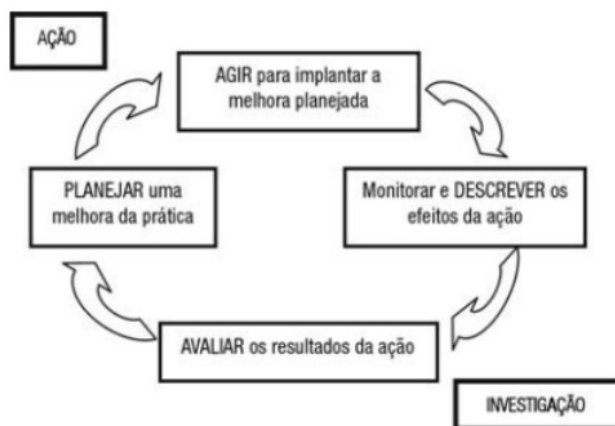 AÇÃO
AGIR para implantar a
melhora planejada
PLANEJAR uma
melhora da prática
Monitorar e DESCREVER os
efeitos da ação
AVALIAR os resultados da ação
INVESTIGAÇÃO